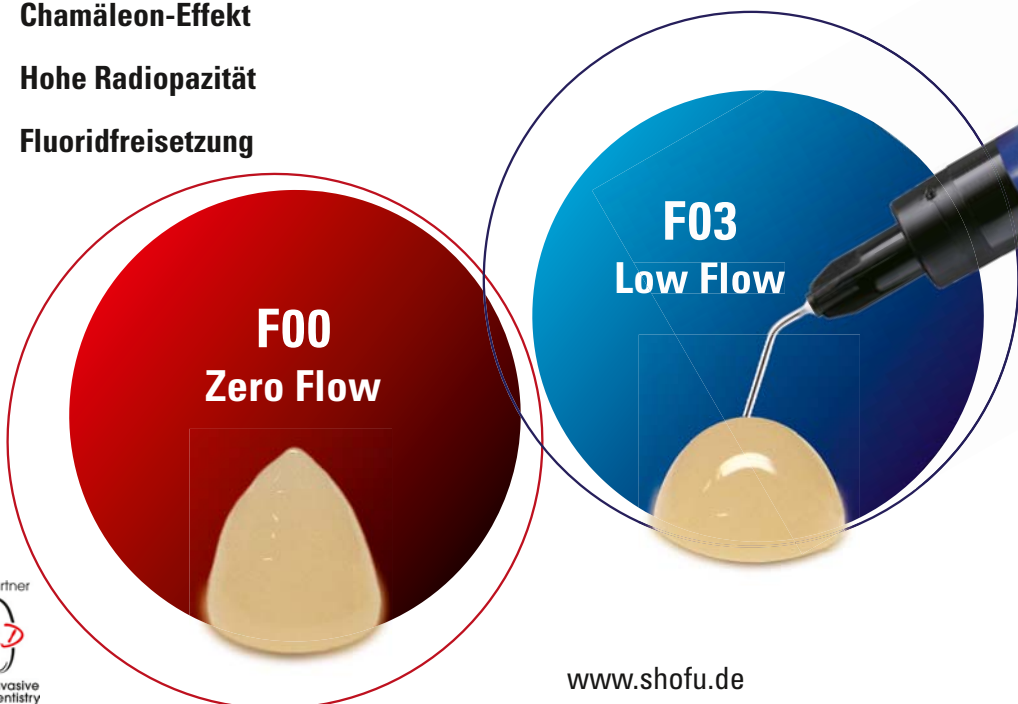 Chamäleon-Effekt
Hohe Radiopazität
Fluoridfreisetzung
F03
Low Flow
F00
Zero Flow
www.shofu.de